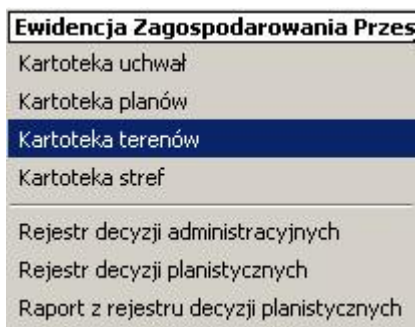 Ewidencja Zagospodarowania Przes
Kartoteka uchwał
Kartoteka planów
Kartoteka terenów
Kartoteka stref
Rejestr decyzji administracyjnych
Rejestr decyzji planistycznych
Raport z rejestru decyzji planistycznych